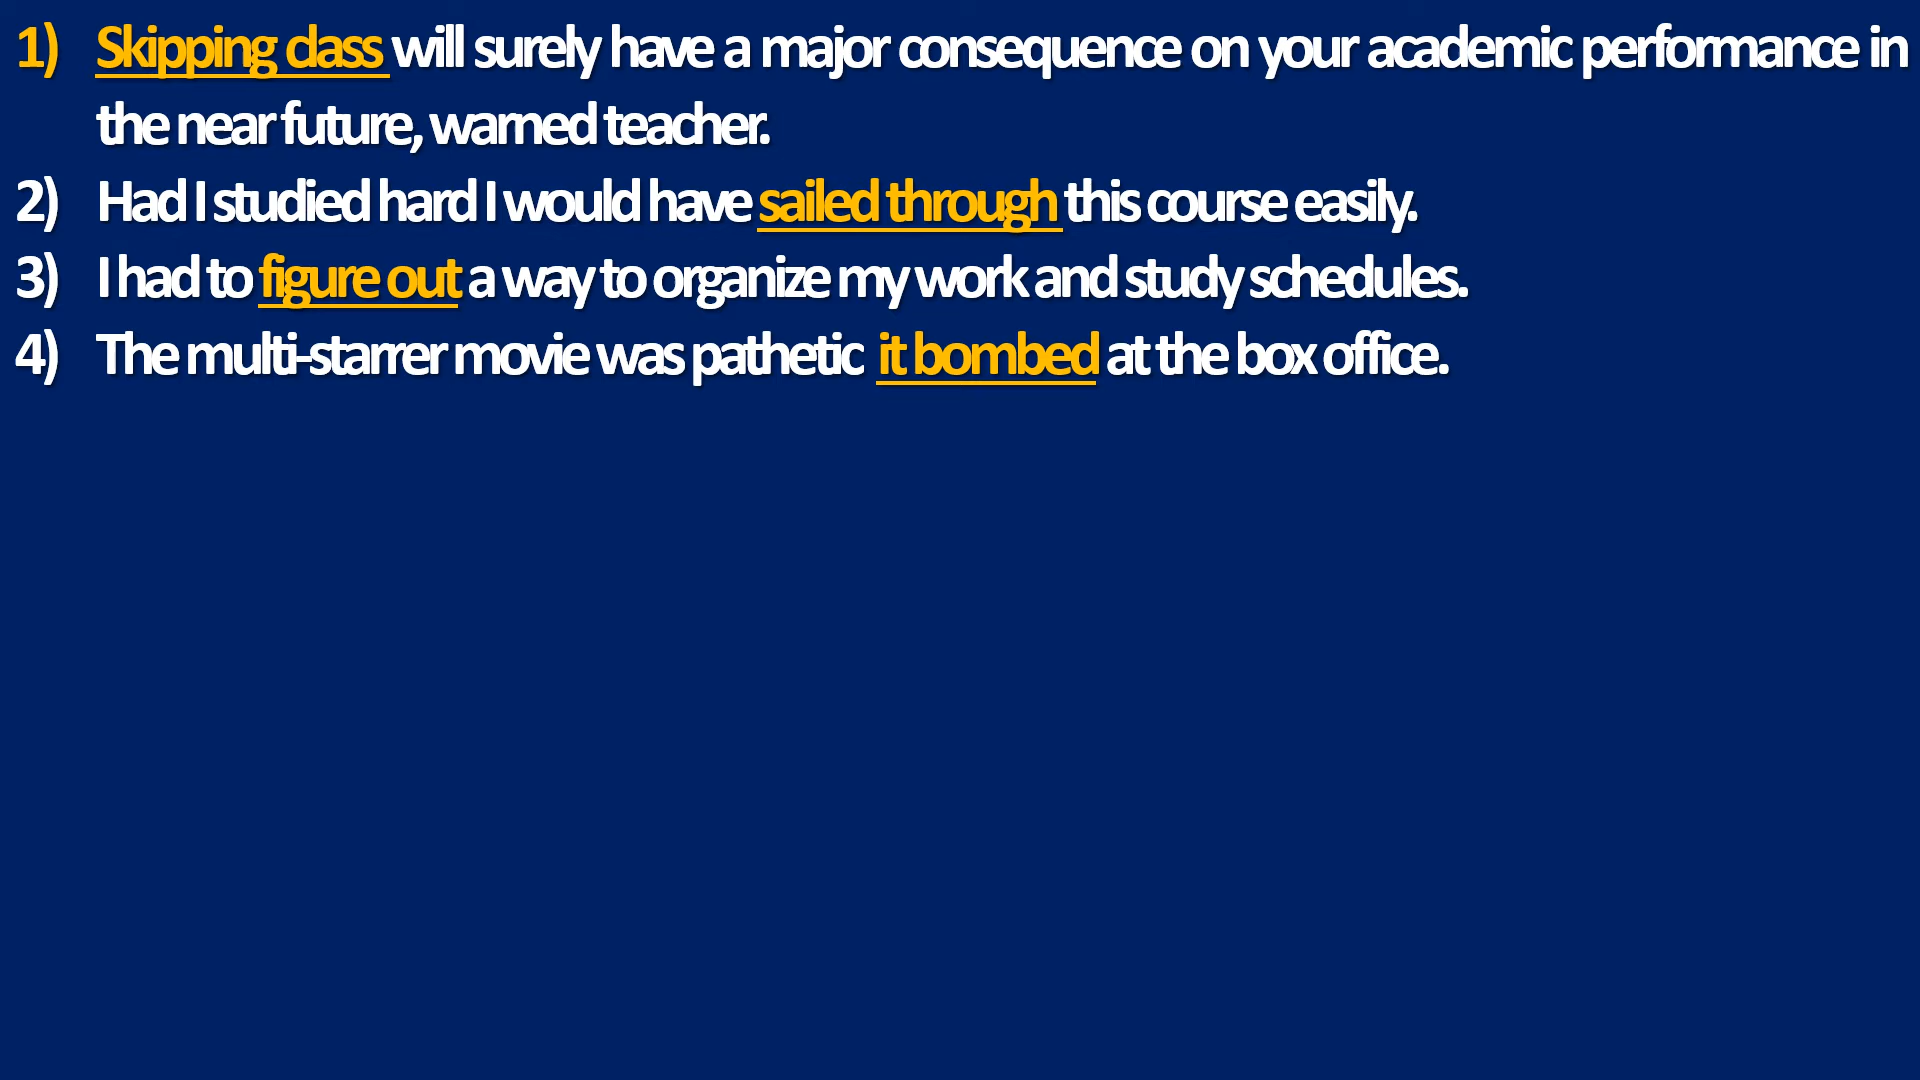 1) Skipping class will surely have a major consequence on your academic performance in
the near future, warned teacher.
2) Had I studied hard I would have sailed through this course easily.
3) I had to figure out a way to organize my work and study schedules.
4) The multi-starrer movie was pathetic it bombed at the box office.